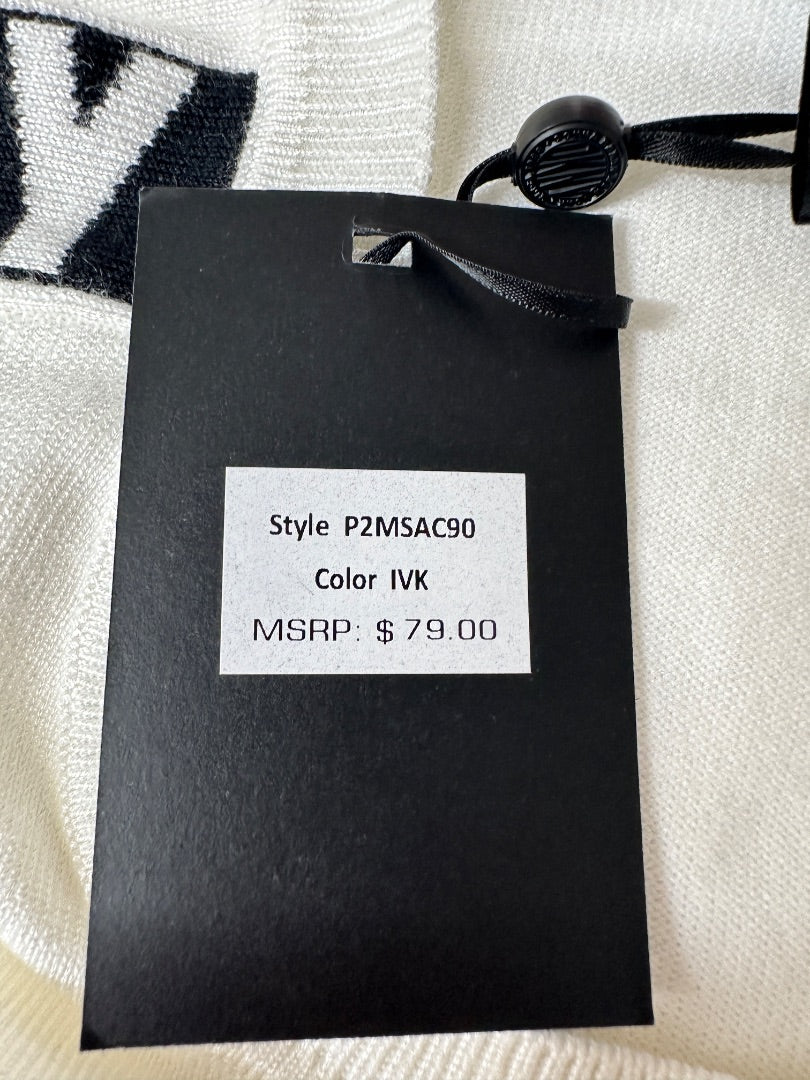 Y
Style P2MSAC90
Color IVK
MSRP: $ 79.00